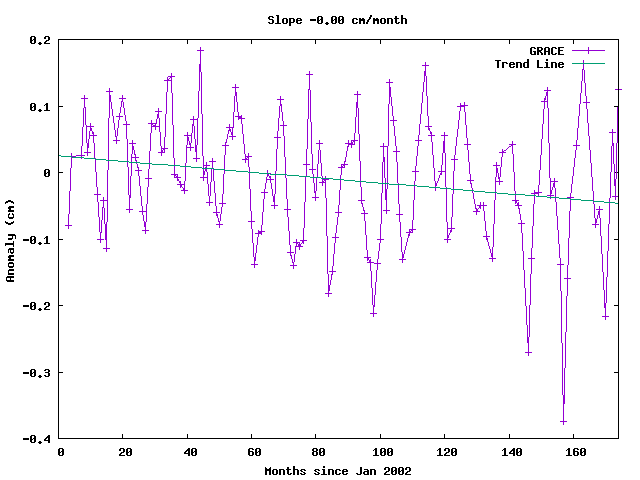 Slope -0.00 cm/month
0.2
GRACE
Trend Line
0.1
0
-0.1
-0.2
-0.3
-0.4
Anomaly (cm)
0 20 40 60 80 100 120 140 160
Months since Jan 2002